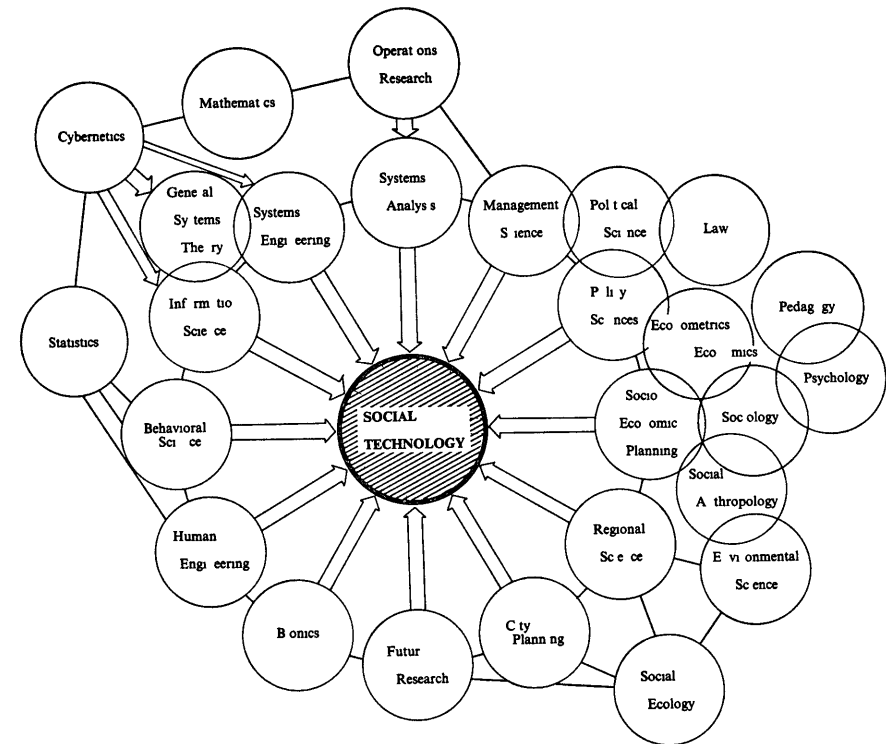 Operat ons
Research
Mathemat cs
Cybernetics
Gene al
Sy tems
The ry
Systems
Engi eering
Systems
Analys s
Management
S ience
Pol t cal
Sci nce
Law
Inf rm tio
Scie ce
P li y
Sc nces
Eco ometrics
Eco mics
Pedag gy
Psychology
Statistics
Behavioral
Sci ce
SOCIAL
TECHNOLOGY
Socio
Eco omic
Planning
Soc ology
Social
A thropology
Human
Engi eering
Regional
Sc e ce
E vi onmental
Sc ence
B onics
Futur
Research
C ty
Plann ng
Social
Ecology